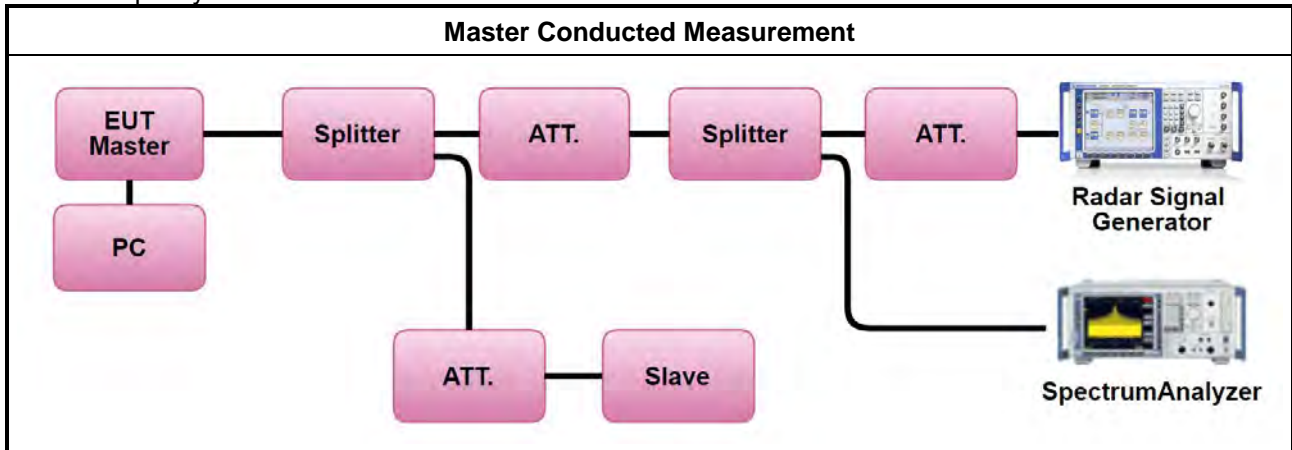 Master Conducted Measurement
EUT
Master
Splitter
ATT.
Splitter
ATT.
Radar Signal
Generator
PC
ATT.
Slave
SpectrumAnalyzer